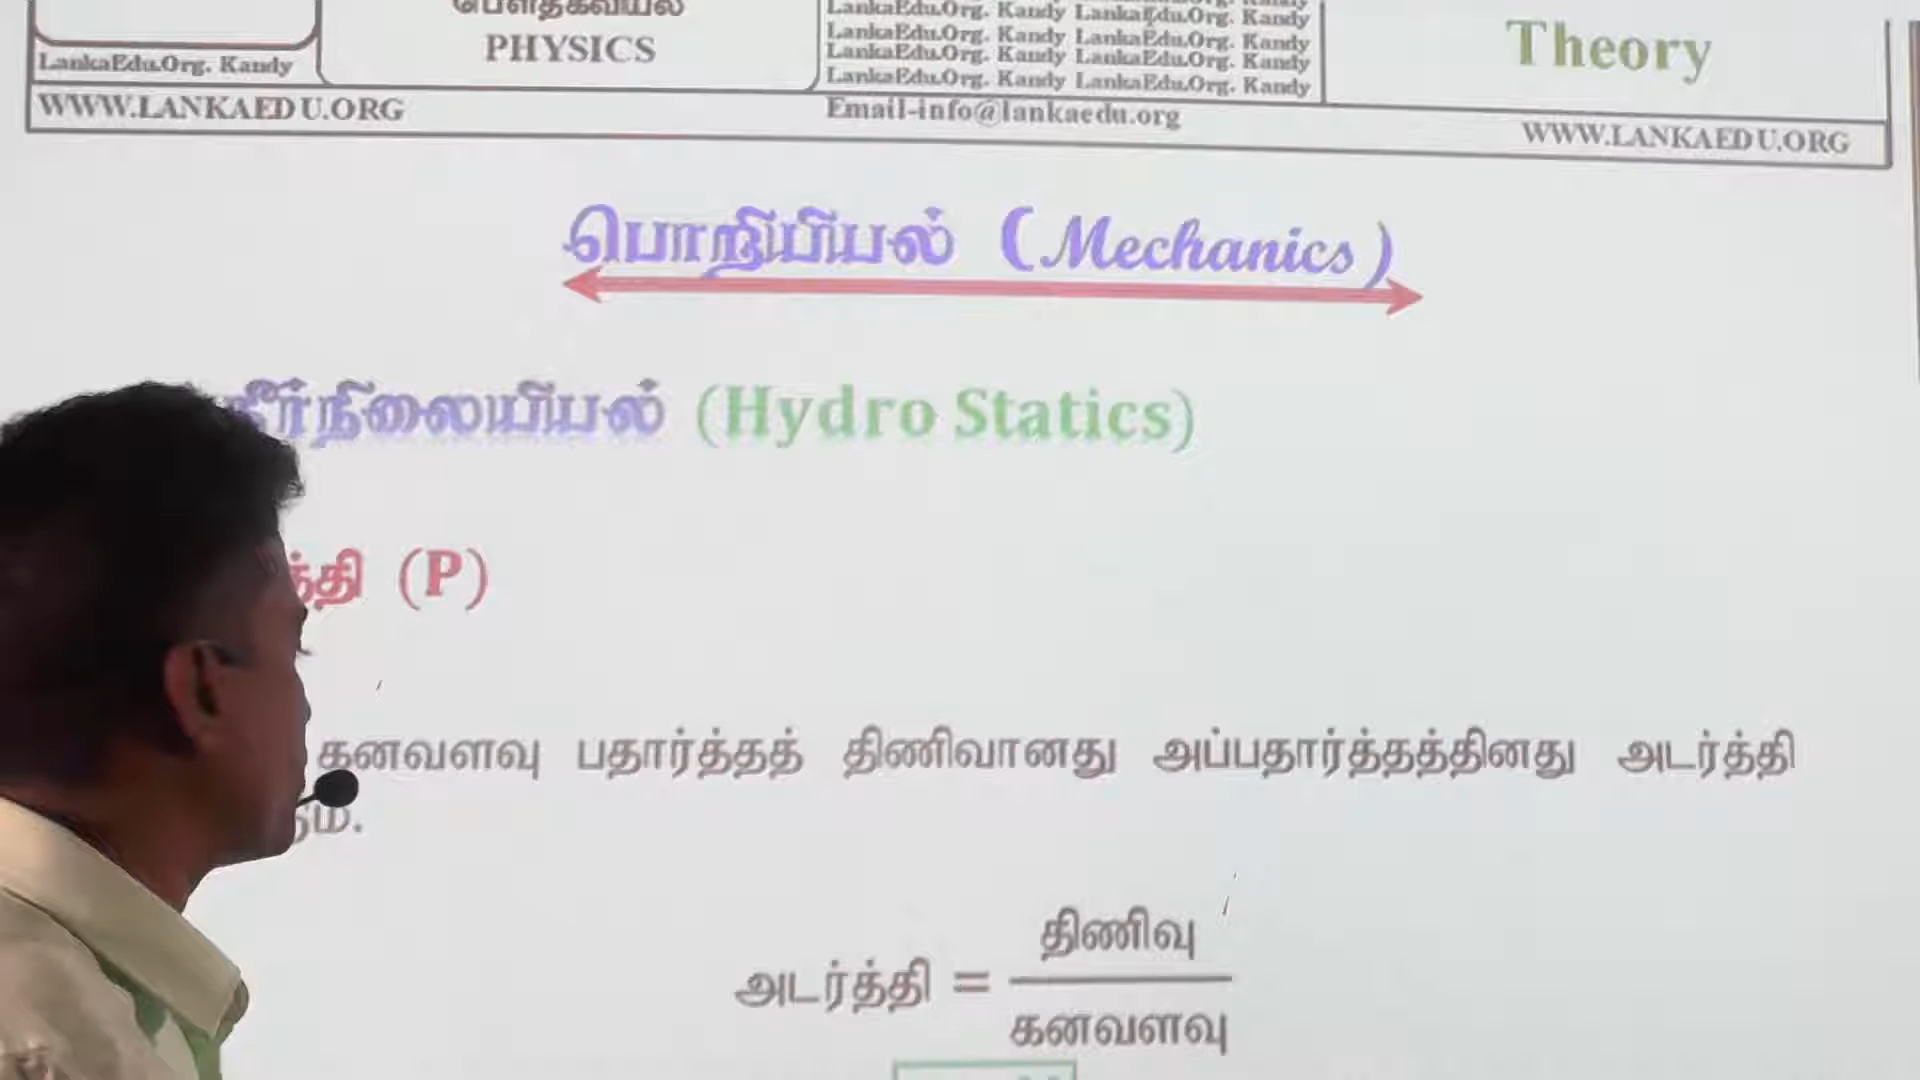 பௌதிகவியல்
PHYSICS
LankaEdu.Org. Kandy
LankaEdu.Org. Kandy LankaEdu.Org. Kandy
LankaEdu.Org. Kandy LankaEdu.Org. Kandy
LankaEdu.Org. Kandy LankaEdu.Org. Kandy
LankaEdu.Org. Kandy LankaEdu.Org. Kandy
Theory
WWW.LANKAEDU.ORG
Email-info@lankaedu.org
WWW.LANKAEDU.ORG
பொறியியல் (Mechanics)
நீர்நிலையியல் (Hydro Statics)
த்தி (P)
கனவளவு பதார்த்தத் திணிவானது அப்பதார்த்தத்தினது அடர்த்தி
திணிவு
அடர்த்தி =
கனவளவு